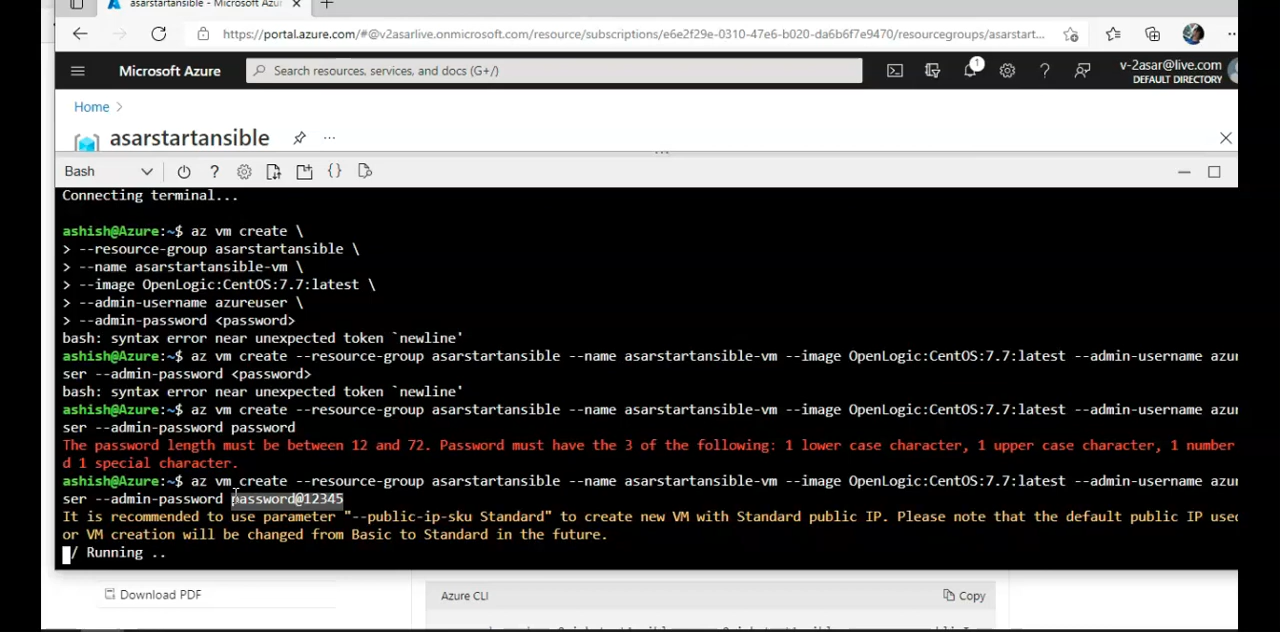 asarstartansible - Microsoft Azure
https://portal.azure.com/#@v2asarlive.onmicrosoft.com/resource/subscriptions/e6e2f29e-0310-47e6-b020-da6b6f7e9470/resourcegroups/asarstart...
Microsoft Azure
Search resources, services, and docs (G+/)
1
v-2asar@live.com
DEFAULT DIRECTORY
Home >
asarstartansible
Bash
Connecting terminal...
ashish@Azure:~$ az vm create \
> --resource-group asarstartansible \
> --name asarstartansible-vm \
> --image OpenLogic:CentOS:7.7:latest \
> --admin-username azureuser \
> --admin-password <password>
bash: syntax error near unexpected token `newline'
ashish@Azure:~$ az vm create --resource-group asarstartansible --name asarstartansible-vm --image OpenLogic:CentOS:7.7:latest --admin-username azur
ser --admin-password <password>
bash: syntax error near unexpected token `newline'
ashish@Azure:~$ az vm create --resource-group asarstartansible --name asarstartansible-vm --image OpenLogic:CentOS:7.7:latest --admin-username azur
ser --admin-password password
The password length must be between 12 and 72. Password must have the 3 of the following: 1 lower case character, 1 upper case character, 1 number
d 1 special character.
ashish@Azure:~$ az vm create --resource-group asarstartansible --name asarstartansible-vm --image OpenLogic:CentOS:7.7:latest --admin-username azur
ser --admin-password password@12345
It is recommended to use parameter "--public-ip-sku Standard" to create new VM with Standard public IP. Please note that the default public IP used
or VM creation will be changed from Basic to Standard in the future.
/ Running ..
Download PDF
Azure CLI
Copy